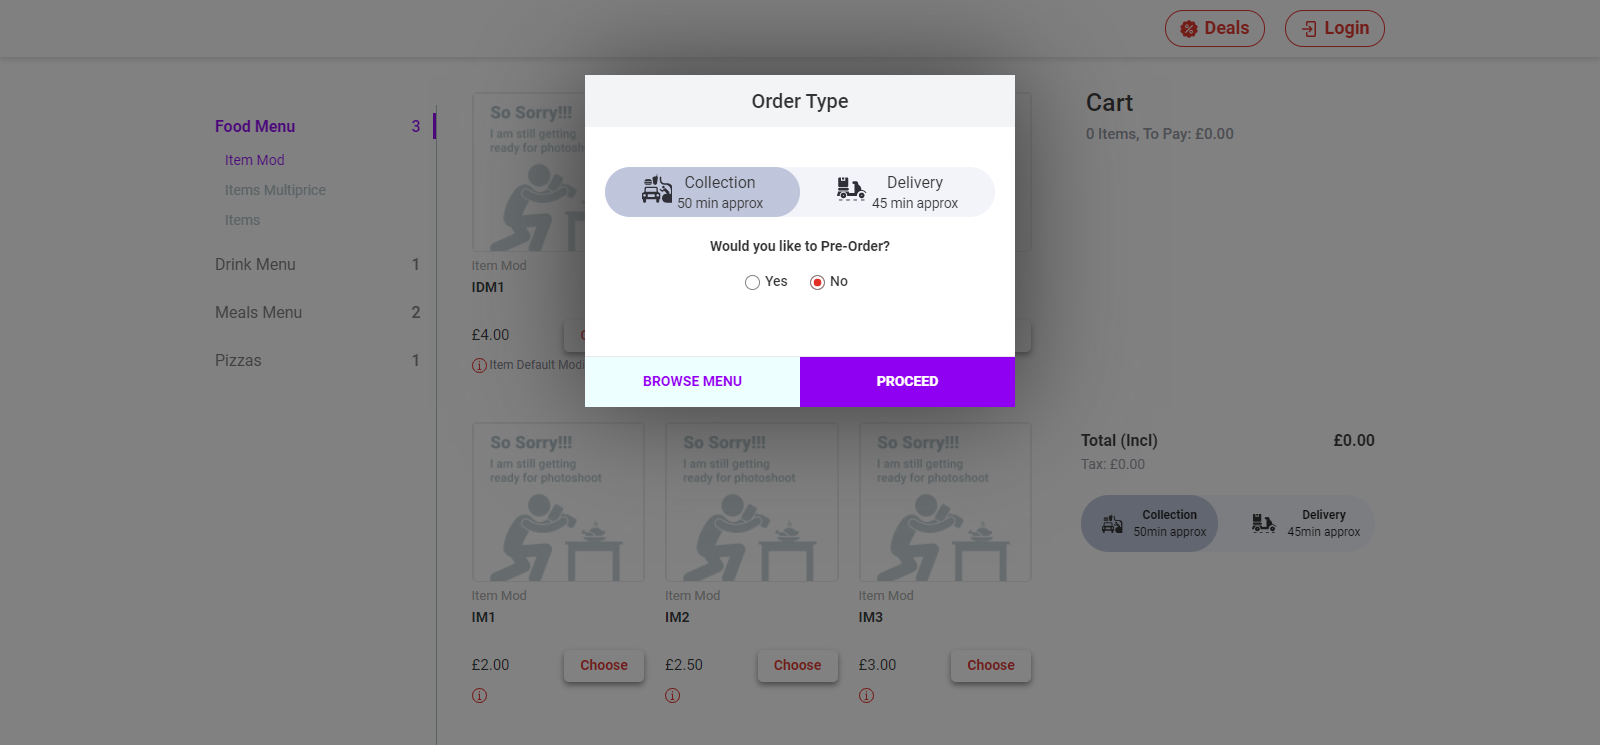 Deals
Login
Order Type
Collection
50 min approx
Delivery
45 min approx
Would you like to Pre-Order?
Yes
No
BROWSE MENU
PROCEED
Food Menu 3
Item Mod
Items Multiprice
Items
Drink Menu 1
Meals Menu 2
Pizzas 1
So Sorry!!!
I am still getting
ready for photosh
Item Mod
IDM1
£4.00
Item Default Modi
So Sorry!!!
I am still getting
ready for photoshoot
Item Mod
IM1
£2.00
Choose
So Sorry!!!
I am still getting
ready for photoshoot
Item Mod
IM2
£2.50
Choose
So Sorry!!!
I am still getting
ready for photoshoot
Item Mod
IM3
£3.00
Choose
Cart
0 Items, To Pay: £0.00
Total (Incl) £0.00
Tax: £0.00
Collection
50min approx
Delivery
45min approx